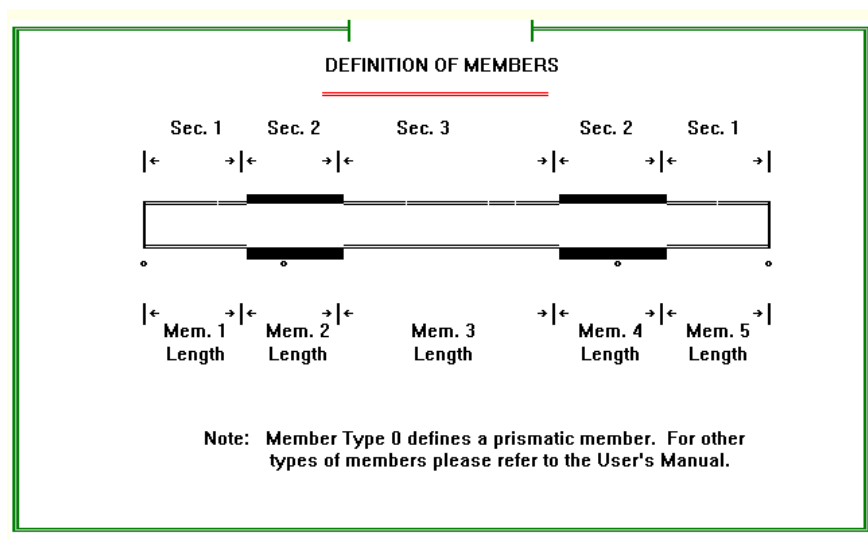 DEFINITION OF MEMBERS
Sec. 1 Sec. 2 Sec. 3 Sec. 2 Sec. 1
Mem. 1 Mem. 2 Mem. 3 Mem. 4 Mem. 5
Length Length Length Length Length
Note: Member Type 0 defines a prismatic member. For other
types of members please refer to the User's Manual.